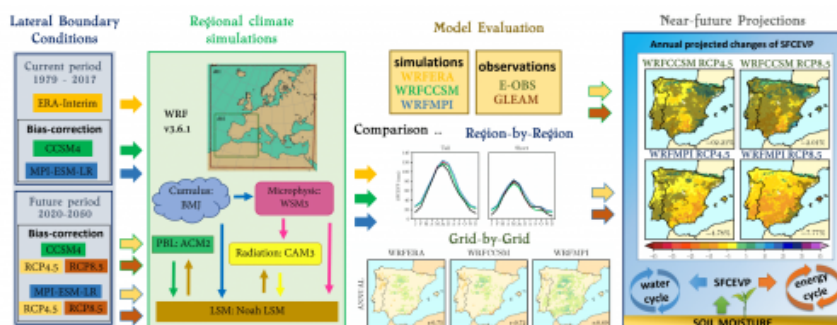 Lateral Boundary
Conditions
Current period
1979 - 2017
ERA-Interim
Bias-correction
CCSM4
MPI-ESM-LR
Future period
2020-2060
Bias-correction
CCSM4
RCP4.5 RCP8.5
MPI-ESM-LR
RCP4.5 RCP8.5
Regional climate
simulations
WRF
v3.6.1
Cumulus:
BMJ
Microphysic:
WSM3
PBL: ACM2
Radiation: CAM3
LSM: Noah LSM
Model Evaluation
simulations
WRFERA
WRFCCSM
WRFMPI
observations
E-OBS
GLEAM
Comparison ..
Region-by-Region
Grid-by-Grid
WRFERA WRFCCSM WRFMPI
ANNUAL
Near-future Projections
Annual projected changes of SFCEVP
WRFCCSM RCP4.5 WRFCCSM RCP8.5
WRFMPI RCP4.5 WRFMPI RCP8.5
water
cycle
SFCEVP
energy
cycle
SOIL MOISTURE